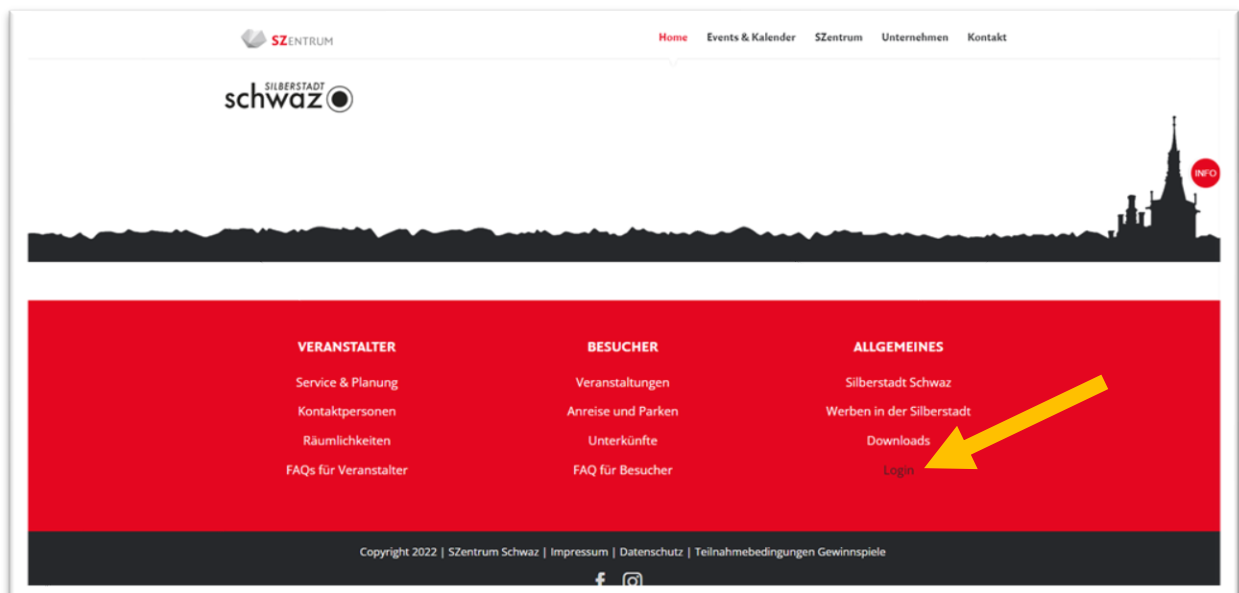 SZENTRUM
Home Events & Kalender SZentrum Unternehmen Kontakt
SILBERSTADT
schwaz
INFO
VERANSTALTER
Service & Planung
Kontaktpersonen
Räumlichkeiten
FAQs für Veranstalter
BESUCHER
Veranstaltungen
Anreise und Parken
Unterkünfte
FAQ für Besucher
ALLGEMEINES
Silberstadt Schwaz
Werben in der Silberstadt
Downloads
Login
Copyright 2022 | SZentrum Schwaz | Impressum | Datenschutz | Teilnahmebedingungen Gewinnspiele